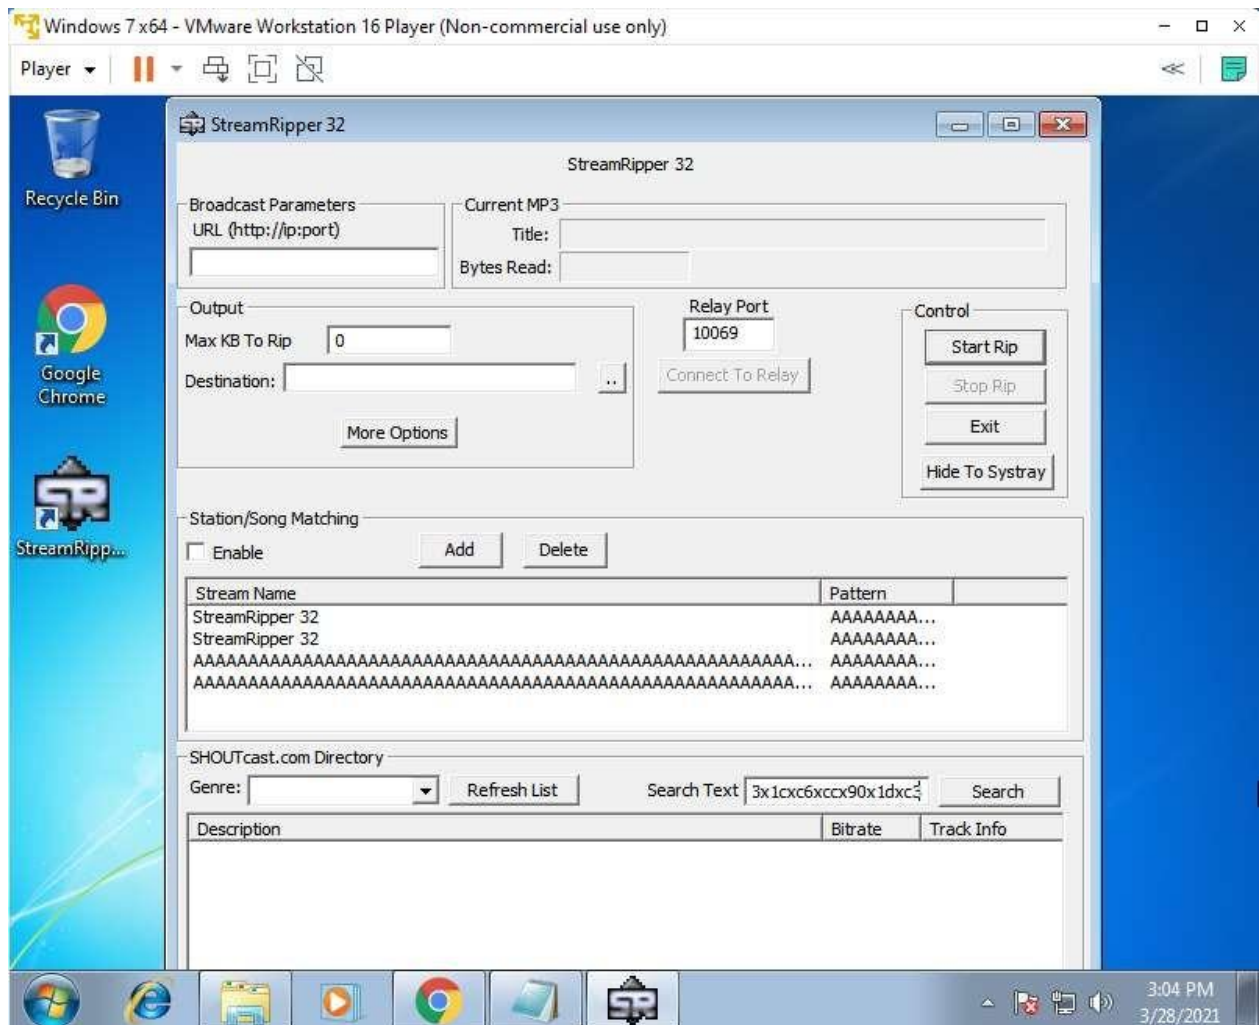 Windows 7 x64 - VMware Workstation 16 Player (Non-commercial use only)
Player
Recycle Bin
Google
Chrome
StreamRipp...
StreamRipper 32
StreamRipper 32
Broadcast Parameters
URL (http://ip:port)
Current MP3
Title:
Bytes Read:
Output
Max KB To Rip 0
Destination: ..
More Options
Relay Port
10069
Connect To Relay
Control
Start Rip
Stop Rip
Exit
Hide To Systray
Station/Song Matching
Enable Add Delete
Stream Name Pattern
StreamRipper 32 AAAAAAAA...
StreamRipper 32 AAAAAAAA...
AAAAAAAA...
AAAAAAAA...
SHOUTcast.com Directory
Genre: Refresh List Search Text 3x1cxc6xccx90x1dxc3 Search
Description Bitrate Track Info
3:04 PM
3/28/2021